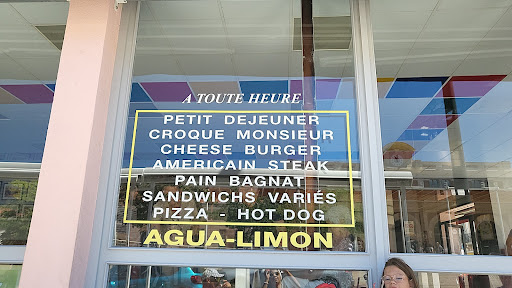 A TOUTE HEURE
PETIT DEJEUNER
CROQUE MONSIEUR
CHEESE BURGER
AMERICAIN STEAK
PAIN BAGNAT
SANDWICHS VARIÉS
PIZZA - HOT DOG
AGUA-LIMON